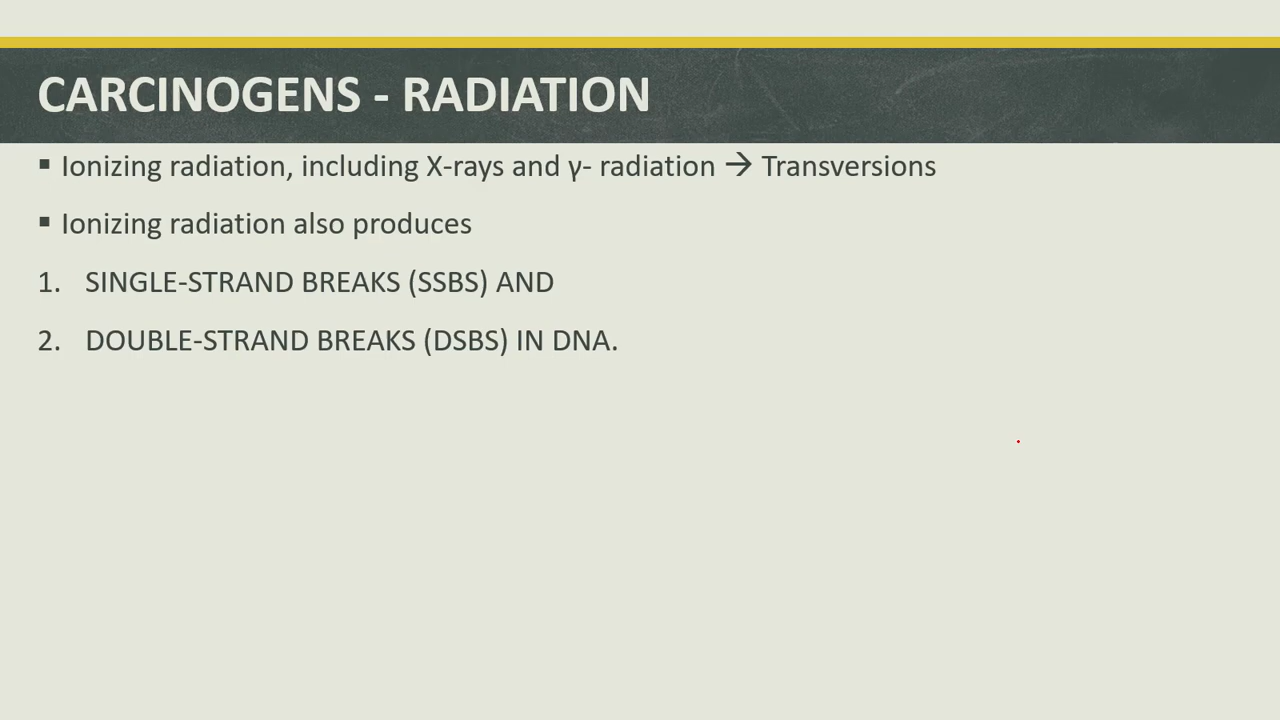 CARCINOGENS - RADIATION
▪ Ionizing radiation, including X-rays and γ- radiation → Transversions
▪ Ionizing radiation also produces
1. SINGLE-STRAND BREAKS (SSBS) AND
2. DOUBLE-STRAND BREAKS (DSBS) IN DNA.